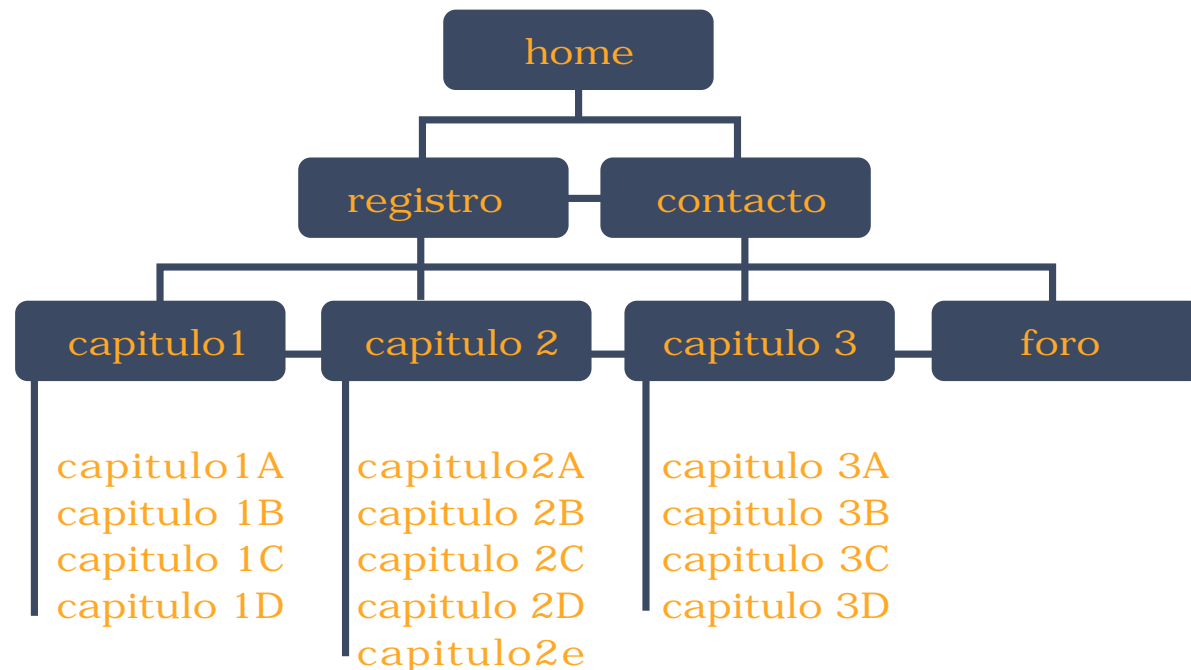 home
registro
contacto
capitulo1
capitulo 2
capitulo 3
foro
capitulo1A
capitulo 1B
capitulo 1C
capitulo 1D
capitulo2A
capitulo 2B
capitulo 2C
capitulo 2D
capitulo2e
capitulo 3A
capitulo 3B
capitulo 3C
capitulo 3D